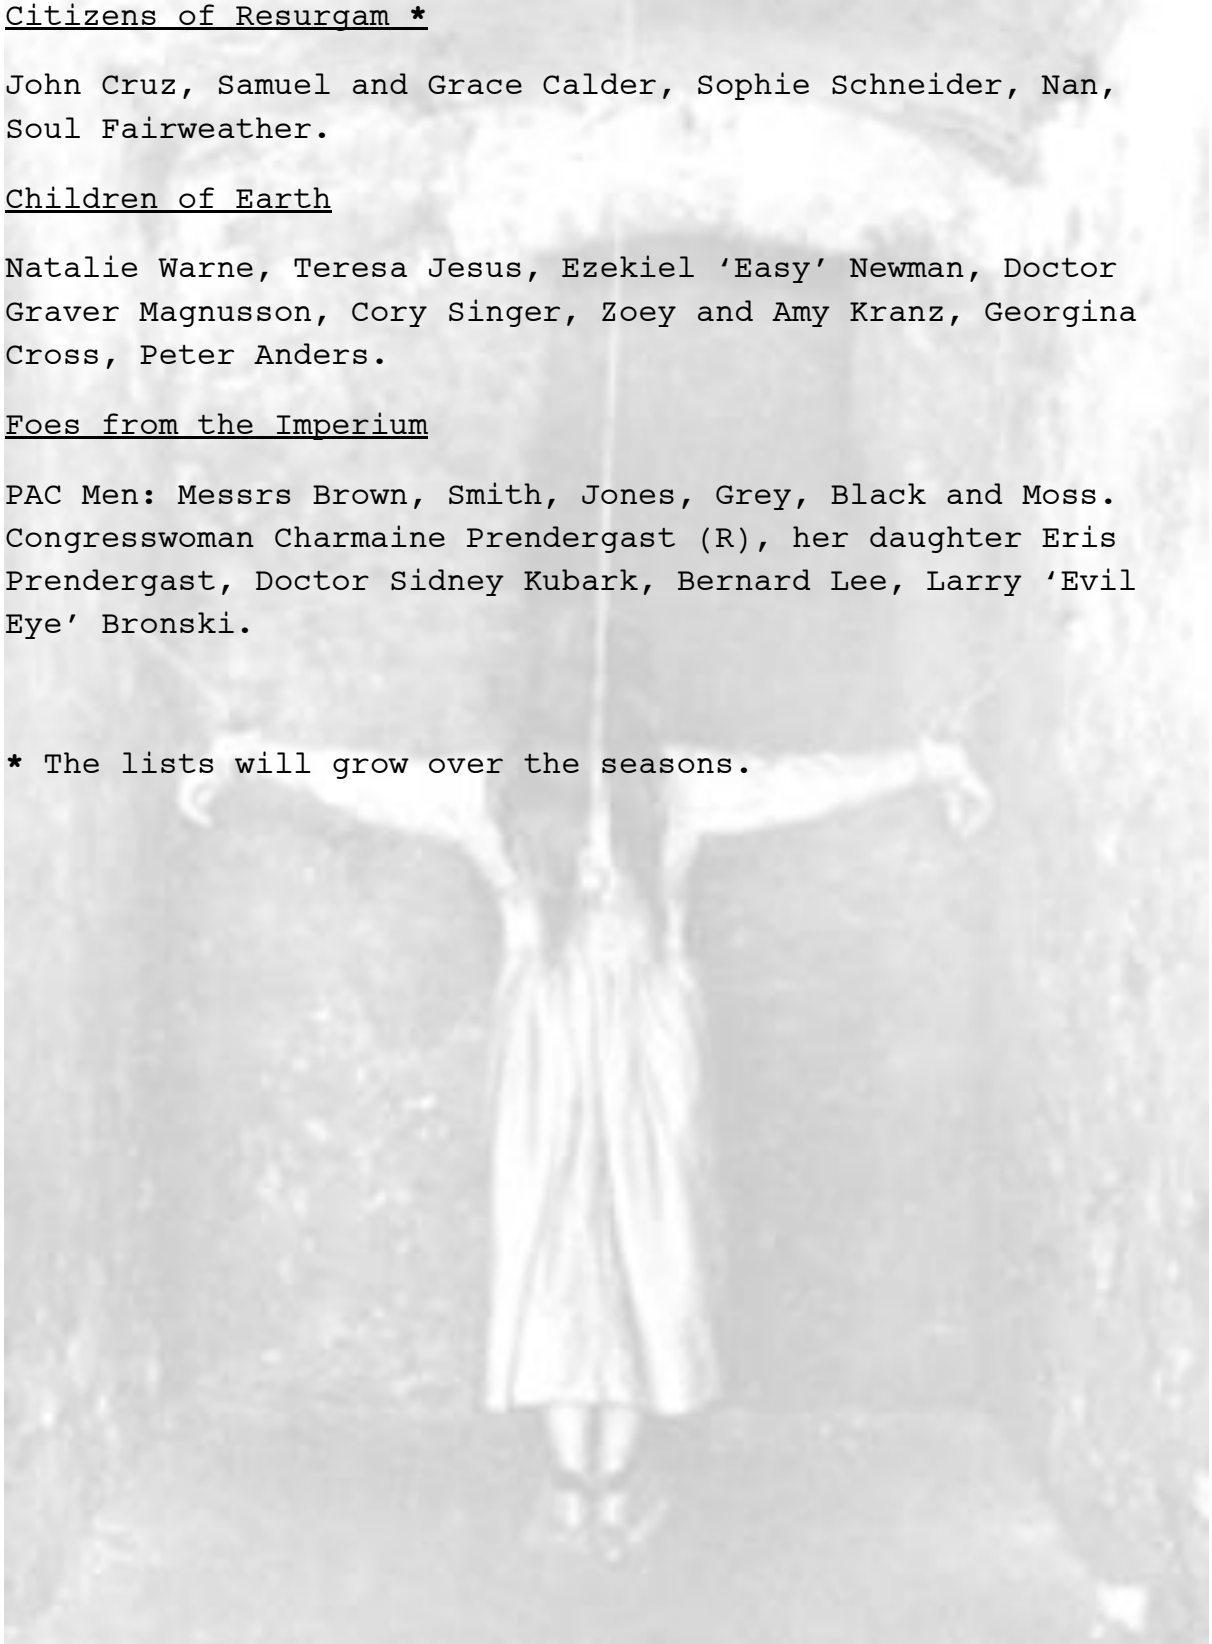 Citizens of Resurgam *
John Cruz, Samuel and Grace Calder, Sophie Schneider, Nan,
Soul Fairweather.
Children of Earth
Natalie Warne, Teresa Jesus, Ezekiel ‘Easy’ Newman, Doctor
Graver Magnusson, Cory Singer, Zoey and Amy Kranz, Georgina
Cross, Peter Anders.
Foes from the Imperium
PAC Men: Messrs Brown, Smith, Jones, Grey, Black and Moss.
Congresswoman Charmaine Prendergast (R), her daughter Eris
Prendergast, Doctor Sidney Kubark, Bernard Lee, Larry ‘Evil
Eye’ Bronski.
* The lists will grow over the seasons.